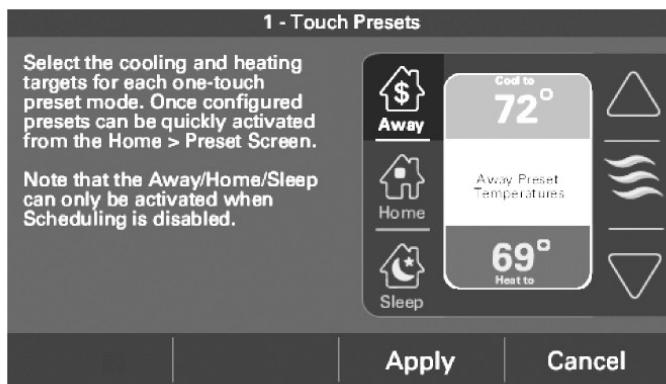 1 - Touch Presets
Select the cooling and heating
targets for each one-touch
preset mode. Once configured
presets can be quickly activated
from the Home > Preset Screen.
Note that the Away/Home/Sleep
can only be activated when
Scheduling is disabled.
$
Away
Home
Sleep
Cool to
72°
Away Preset
Temperatures
69°
Heat to
Apply
Cancel